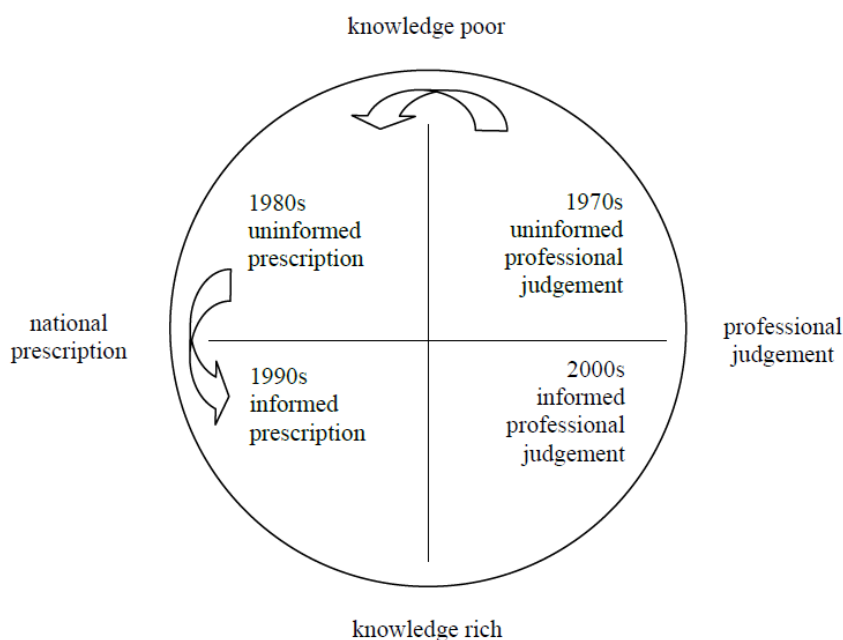 knowledge poor
1980s
uninformed
prescription
1970s
uninformed
professional
judgement
national
prescription
professional
judgement
1990s
informed
prescription
2000s
informed
professional
judgement
knowledge rich